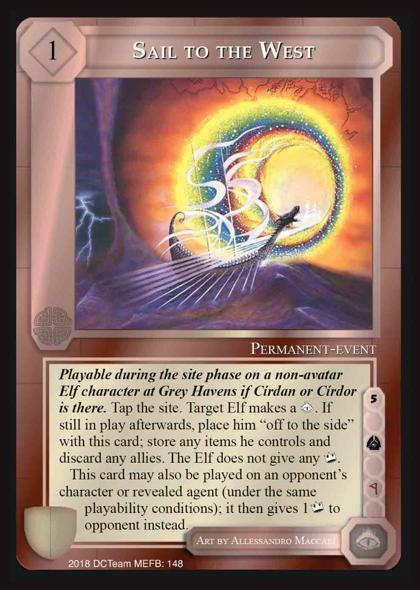 1
SAIL TO THE WEST
PERMANENT-EVENT
Playable during the site phase on a non-avatar
Elf character at Grey Havens if Círdan or Círdor
is there. Tap the site. Target Elf makes a . If
still in play afterwards, place him “off to the side”
with this card; store any items he controls and
discard any allies. The Elf does not give any .
This card may also be played on an opponent's
character or revealed agent (under the same
playability conditions); it then gives 1 to
opponent instead.
5
ART BY ALLESSANDRO MACCARI
2018 DCTeam MEFB: 148